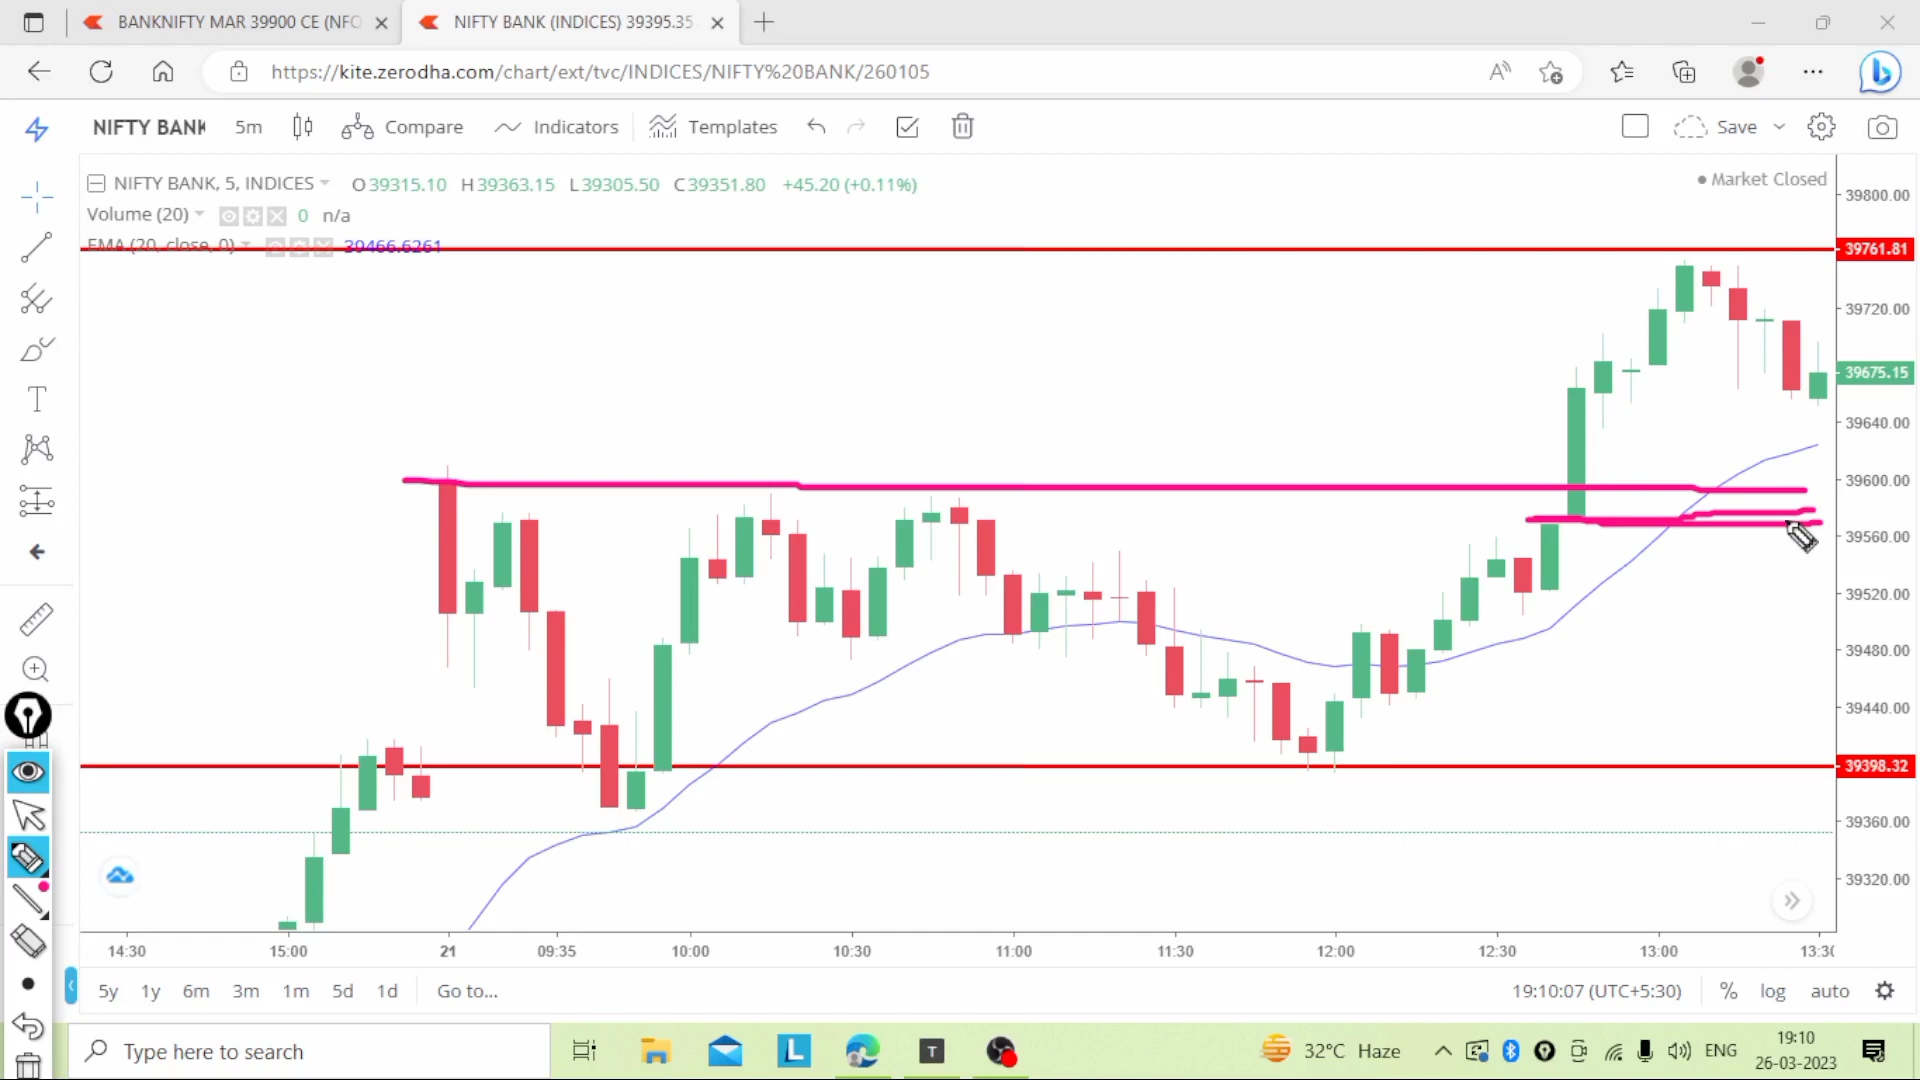 BANKNIFTY MAR 39900 CE (NFO
NIFTY BANK (INDICES) 39395.35
https://kite.zerodha.com/chart/ext/tvc/INDICES/NIFTY%20BANK/260105
NIFTY BANK 5m Compare Indicators Templates Save
NIFTY BANK, 5, INDICES O39315.10 H39363.15 L39305.50 C39351.80 +45.20 (+0.11%)
Market Closed
Volume (20) 0 n/a
EMA (20, close, 0) 39466.6261
39800.00
39761.81
39720.00
39675.15
39640.00
39600.00
39560.00
39520.00
39480.00
39440.00
39398.32
39360.00
39320.00
14:30 15:00 21 09:35 10:00 10:30 11:00 11:30 12:00 12:30 13:00 13:30
5y 1y 6m 3m 1m 5d 1d Go to... 19:10:07 (UTC+5:30) % log auto
Type here to search
L
T
32°C Haze
ENG
19:10
26-03-2023